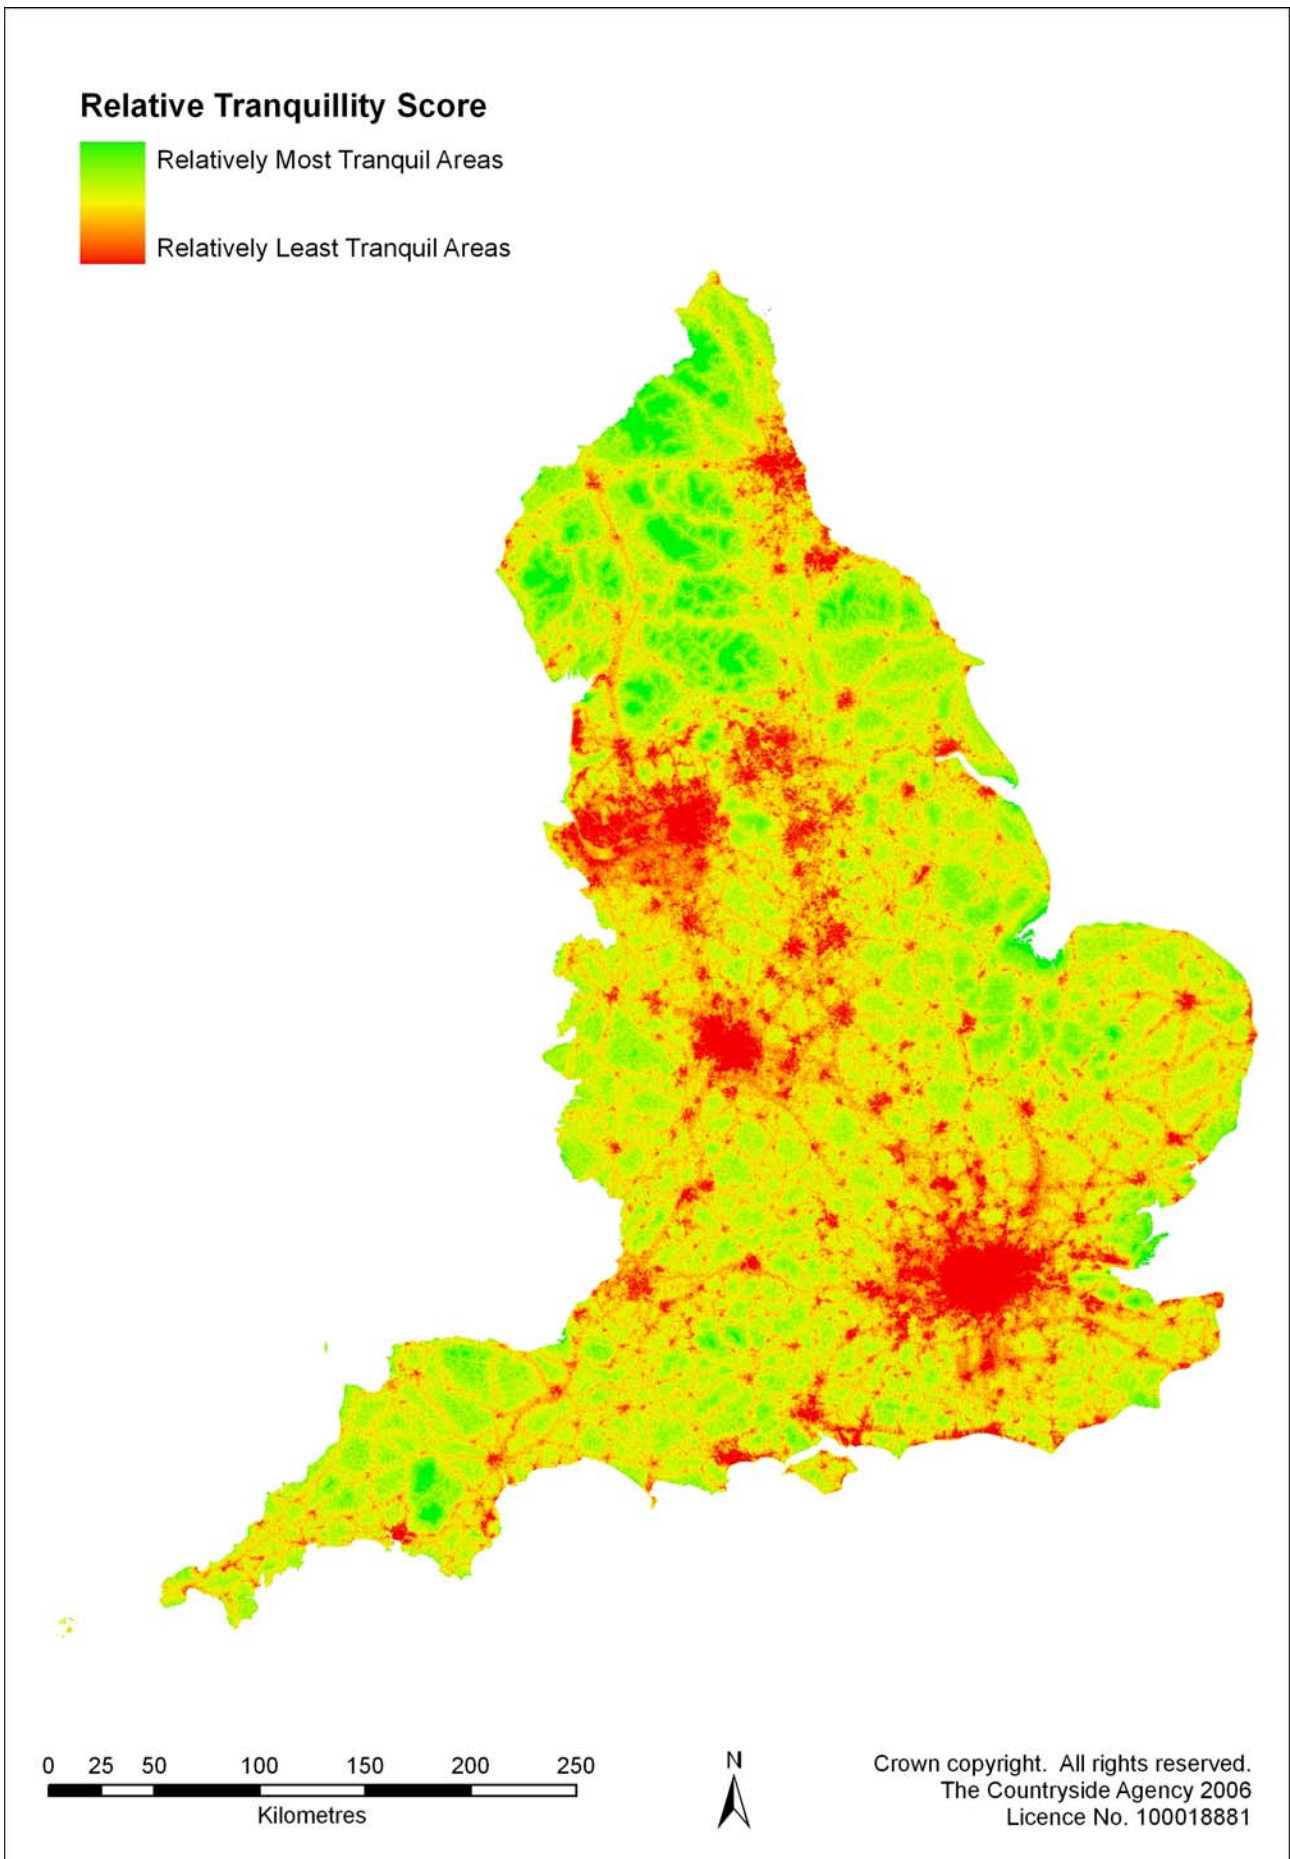 Relative Tranquillity Score
Relatively Most Tranquil Areas
Relatively Least Tranquil Areas
0 25 50 100 150 200 250
Kilometres
N
Crown copyright. All rights reserved.
The Countryside Agency 2006
Licence No. 100018881